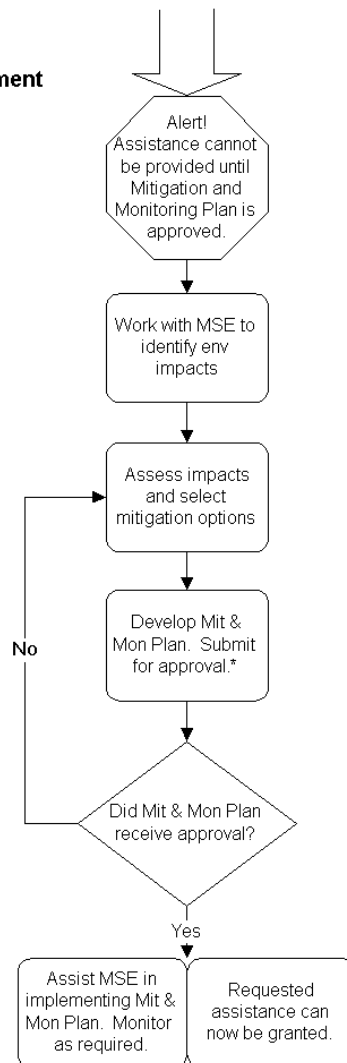 ment
Alert!
Assistance cannot
be provided until
Mitigation and
Monitoring Plan is
approved.
Work with MSE to
identify env
impacts
Assess impacts
and select
mitigation options
Develop Mit &
Mon Plan.  Submit
for approval.*
No
Did Mit & Mon Plan
receive approval?
Yes
Assist MSE in
implementing Mit &
Mon Plan.  Monitor
as required.
Requested
assistance can
now be granted.